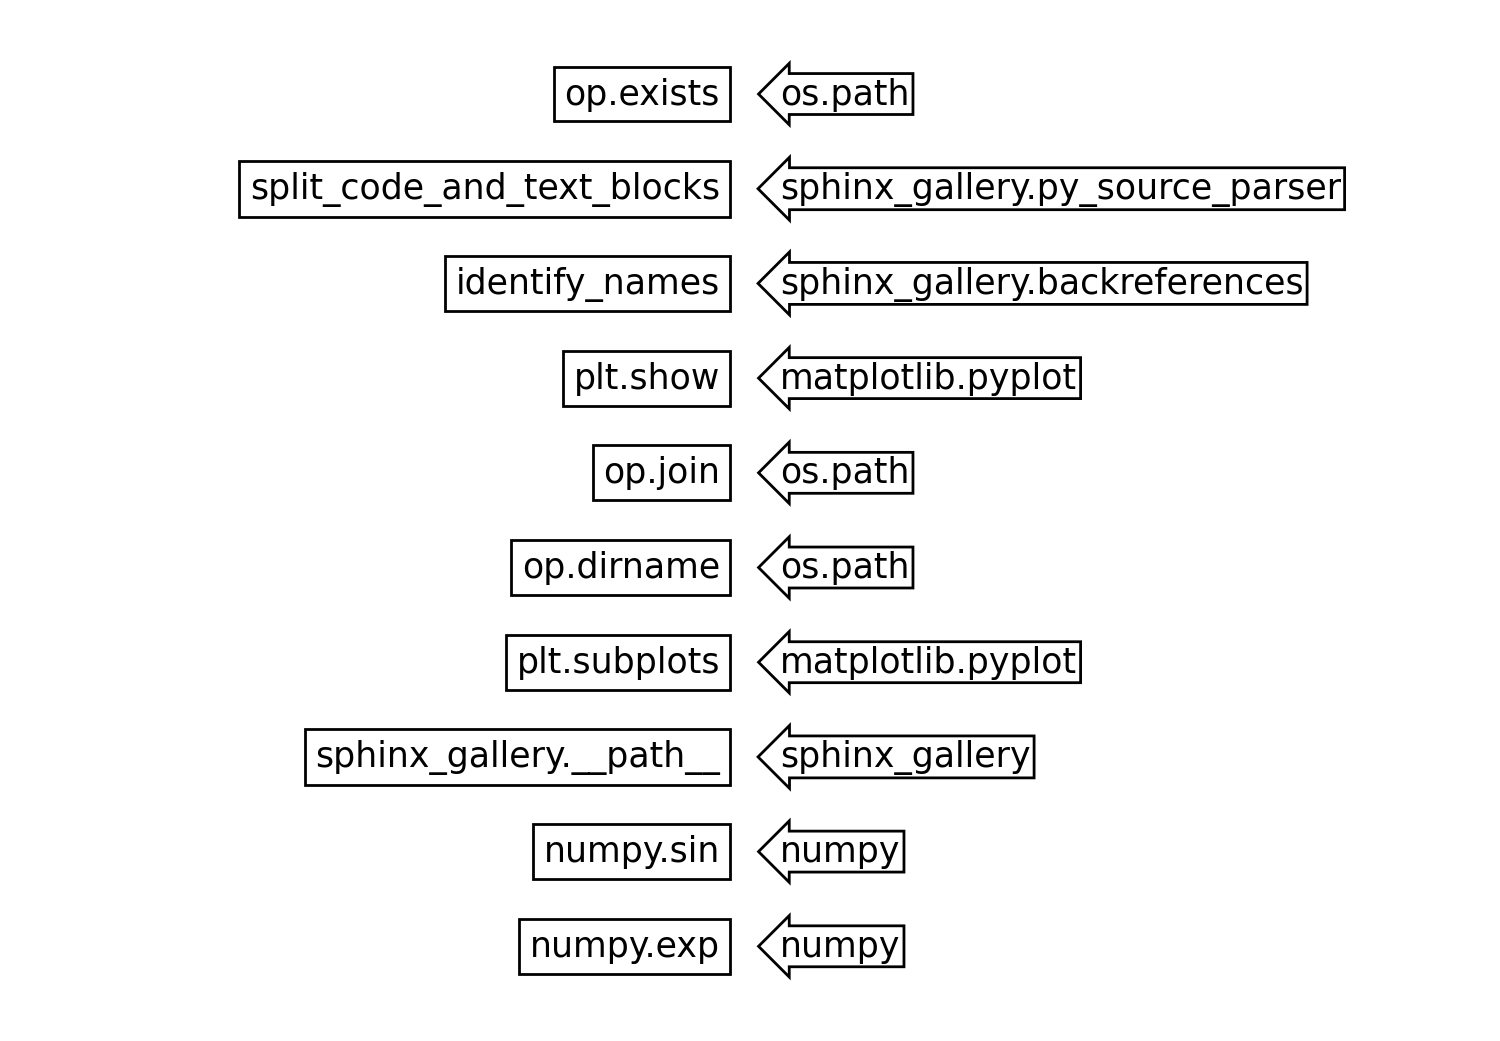 op.exists os.path
split_code_and_text_blocks sphinx_gallery.py_source_parser
identify_names sphinx_gallery.backreferences
plt.show matplotlib.pyplot
op.join os.path
op.dirname os.path
plt.subplots matplotlib.pyplot
sphinx_gallery.__path__ sphinx_gallery
numpy.sin numpy
numpy.exp numpy